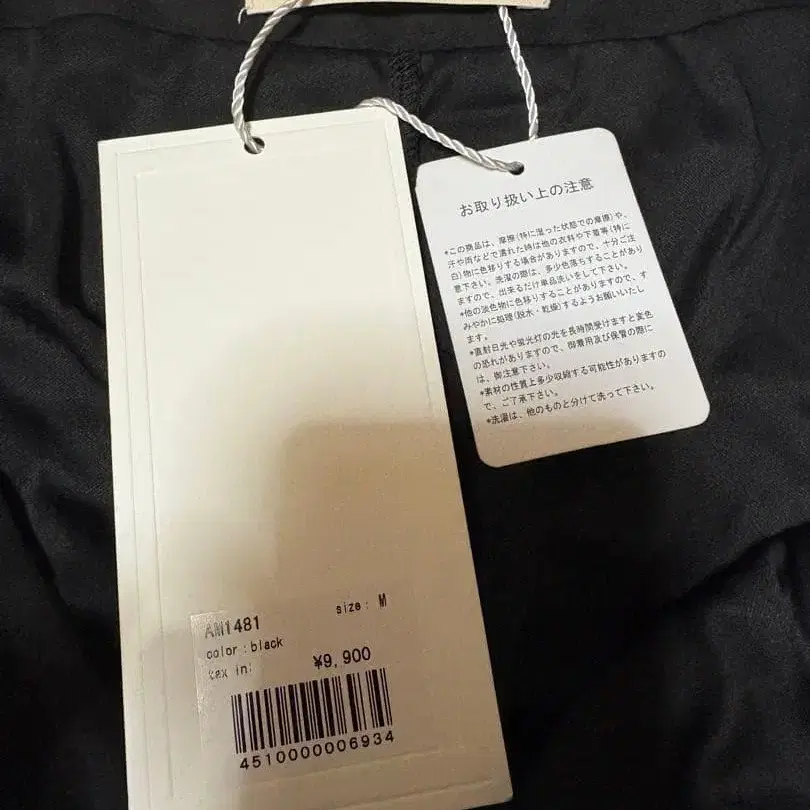 AM1481
size: M
color:black
tax in:
¥9,900
4510000006934
お取り扱い上の注意
*この商品は、摩擦(特に湿った状態での摩擦)や、
汗や雨などで濡れた時は他の衣料や下着等(特に
白)物に色移りする場合がありますので、十分ご注
意下さい。洗濯の際は、多少色落ちすることがあり
ますので、出来るだけ単品洗いをして下さい。
*他の淡色物に色移りすることがありますので、す
みやかに処理(脱水・乾燥)するようお願いいたし
ます。
*直射日光や蛍光灯の光を長時間受けますと変色
の恐れがありますので、御着用及び保管の際に
は、御注意下さい。
*素材の性質上多少収縮する可能性がありますの
で、ご了承下さい。
*洗濯は、他のものと分けて洗って下さい。